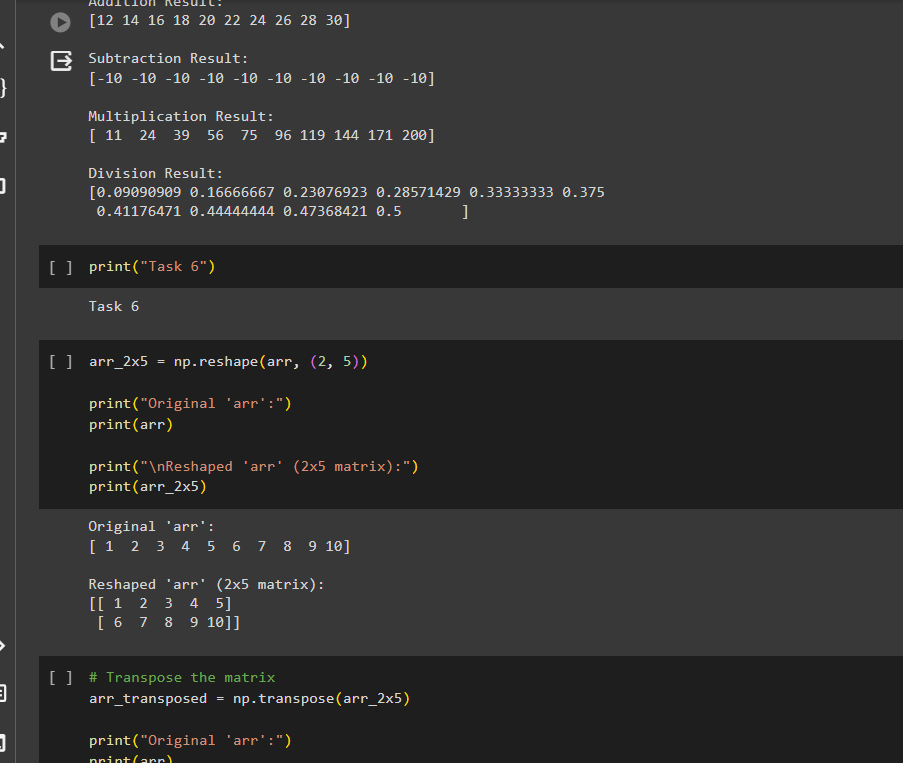 Addition Result:
[12 14 16 18 20 22 24 26 28 30]
Subtraction Result:
[-10 -10 -10 -10 -10 -10 -10 -10 -10 -10]
Multiplication Result:
[ 11  24  39  56  75  96 119 144 171 200]
Division Result:
[0.09090909 0.16666667 0.23076923 0.28571429 0.33333333 0.375
 0.41176471 0.44444444 0.47368421 0.5       ]
[ ] print("Task 6")
Task 6
[ ] arr_2x5 = np.reshape(arr, (2, 5))
print("Original 'arr':")
print(arr)
print("\nReshaped 'arr' (2x5 matrix):")
print(arr_2x5)
Original 'arr':
[ 1  2  3  4  5  6  7  8  9 10]
Reshaped 'arr' (2x5 matrix):
[[ 1  2  3  4  5]
 [ 6  7  8  9 10]]
[ ] # Transpose the matrix
arr_transposed = np.transpose(arr_2x5)
print("Original 'arr':")
print(arr)